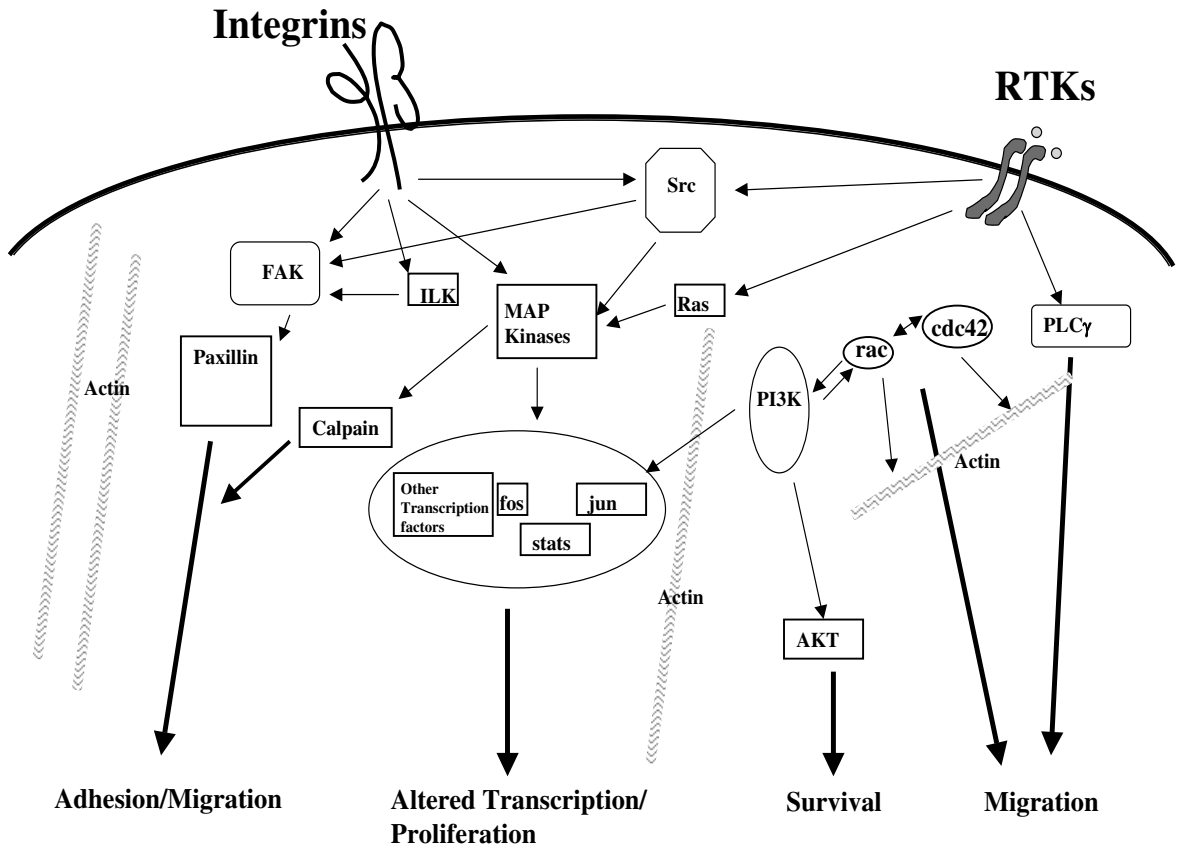 Integrins
RTKs
Src
FAK
ILK
MAP
Kinases
Ras
cdc42
PLCγ
rac
Paxillin
Actin
PI3K
Calpain
Actin
Other
Transcription
factors
fos
jun
stats
Actin
AKT
Adhesion/Migration
Altered Transcription/
Proliferation
Survival
Migration